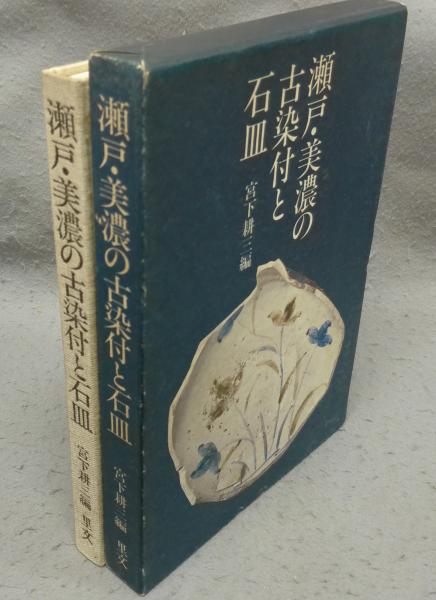 瀬戸・美濃の
古染付と
石皿
宮下耕三編
瀬戸・美濃の古染付と石皿
宮下耕三編
里文
瀬戸・美濃の古染付と石皿
宮下耕三編
里文